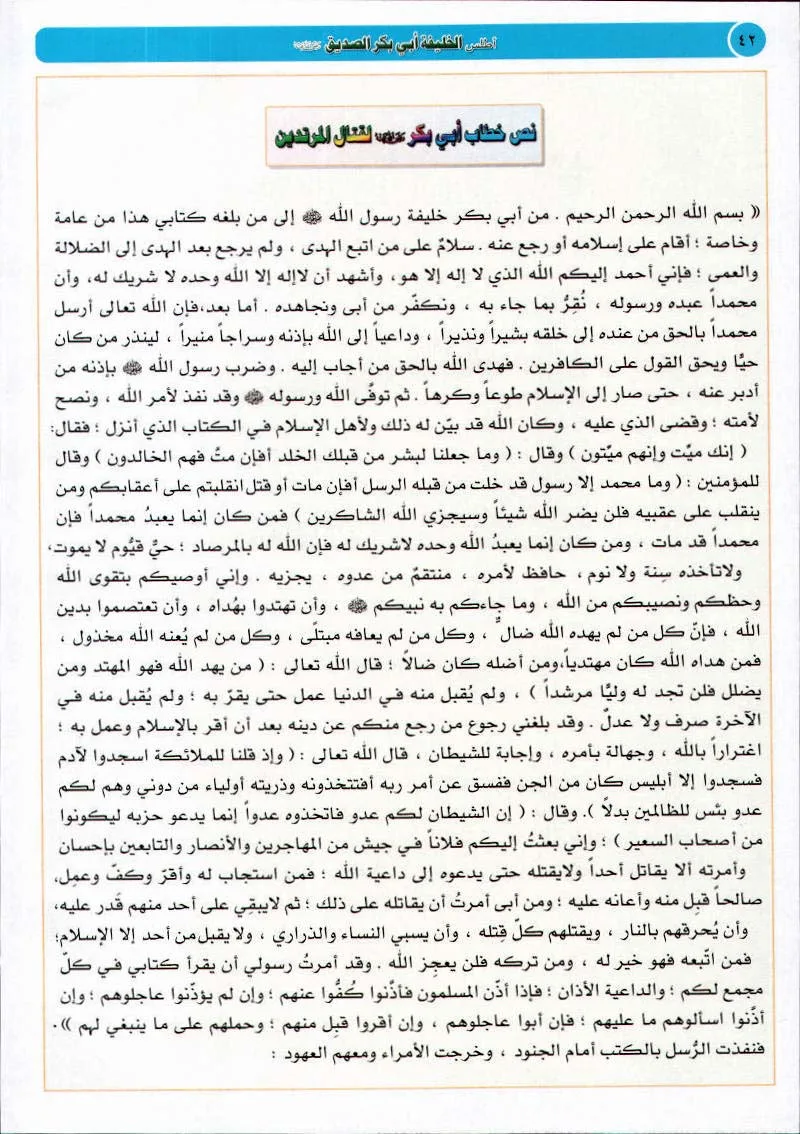 ٤٢
أطلس الخليفة أبي بكر الصديق
نص خطاب أبي بكر لقتال المرتدين
(( بسم الله الرحمن الرحيم . من أبي بكر خليفة رسول الله ﷺ إلى من بلغه كتابي هذا من عامة
وخاصة ؛ أقام على إسلامه أو رجع عنه . سلامٌ على من اتبع الهدى ، ولم يرجع بعد الهدى إلى الضلالة
والعمى ؛ فإني أحمد إليكم الله الذي لا إله إلا هو ، وأشهد أن لاإله إلا الله وحده لا شريك له، وأن
محمداً عبده ورسوله ، نُقِرُّ بما جاء به ، ونكفّر من أبى ونجاهده . أما بعد،فإن الله تعالى أرسل
محمداً بالحق من عنده إلى خلقه بشيراً ونذيراً ، وداعياً إلى الله بإذنه وسراجاً منيراً ، لينذر من كان
حيًّا ويحق القول على الكافرين . فهدى الله بالحق من أجاب إليه . وضرب رسول الله ﷺ بإذنه من
أدبر عنه ، حتى صار إلى الإسلام طوعاً وكرهاً . ثم توفَّى الله ورسوله ﷺ وقد نفذ لأمر الله ، ونصح
لأمته ؛ وقضى الذي عليه ، وكان الله قد بيّن له ذلك ولأهل الإسلام في الكتاب الذي أنزل ؛ فقال:
( إنك ميّت وإنهم ميّتون ) وقال : ( وما جعلنا لبشر من قبلك الخلد أفإن متّ فهم الخالدون ) وقال
للمؤمنين : ( وما محمد إلا رسول قد خلت من قبله الرسل أفإن مات أو قتل انقلبتم على أعقابكم ومن
ينقلب على عقبيه فلن يضر الله شيئاً وسيجزي الله الشاكرين ) فمن كان إنما يعبدُ محمداً فإن
محمداً قد مات ، ومن كان إنما يعبدُ الله وحده لاشريك له فإن الله له بالمرصاد ؛ حيٌّ قيُّوم لا يموت،
ولاتأخذه سِنة ولا نوم ، حافظ لأمره ، منتقمٌ من عدوه ، يجزيه . وإني أوصيكم بتقوى الله
وحظكم ونصيبكم من الله ، وما جاءكم به نبيكم ﷺ ، وأن تهتدوا بهُداه ، وأن تعتصموا بدين
الله ، فإنّ كل من لم يهده الله ضالٌّ ، وكل من لم يعافه مبتلًى ، وكل من لم يُعنه الله مخذول ،
فمن هداه الله كان مهتدياً،ومن أضله كان ضالاً ؛ قال الله تعالى : ( من يهد الله فهو المهتد ومن
يضلل فلن تجد له وليًّا مرشداً ) ، ولم يُقبل منه في الدنيا عمل حتى يقرّ به ؛ ولم يُقبل منه في
الآخرة صرف ولا عدلٌ . وقد بلغني رجوع من رجع منكم عن دينه بعد أن أقر بالإسلام وعمل به ؛
اغتراراً بالله ، وجهالة بأمره ، وإجابة للشيطان ، قال الله تعالى : ( وإذ قلنا للملائكة اسجدوا لآدم
فسجدوا إلا أبليس كان من الجن ففسق عن أمر ربه أفتتخذونه وذريته أولياء من دوني وهم لكم
عدو بئس للظالمين بدلاً ). وقال : ( إن الشيطان لكم عدو فاتخذوه عدواً إنما يدعو حزبه ليكونوا
من أصحاب السعير ) ؛ وإني بعثتُ إليكم فلاناً في جيش من المهاجرين والأنصار والتابعين بإحسان
وأمرته ألا يقاتل أحداً ولايقتله حتى يدعوه إلى داعية الله ؛ فمن استجاب له وأقرّ وكفّ وعمِل،
صالحاً قبِل منه وأعانه عليه ؛ ومن أبى أمرتُ أن يقاتله على ذلك ؛ ثم لايبقِي على أحد منهم قَدر عليه،
وأن يُحرقهم بالنار ، ويقتلهم كلّ قِتله ، وأن يسبي النساء والذراري ، ولا يقبل من أحد إلا الإسلام؛
فمن اتّبعه فهو خير له ، ومن تركه فلن يعجِز الله . وقد أمرتُ رسولي أن يقرأ كتابي في كلّ
مجمع لكم ؛ والداعية الأذان ؛ فإذا أذّن المسلمون فأذّنوا كُفُّوا عنهم ؛ وإن لم يؤذّنوا عاجلوهم ؛ وإن
أذَّنوا اسألوهم ما عليهم ؛ فإن أبوا عاجلوهم ، وإن أقروا قبِل منهم ؛ وحملهم على ما ينبغي لهم )).
فنفذت الرُّسل بالكتب أمام الجنود ، وخرجت الأمراء ومعهم العهود :